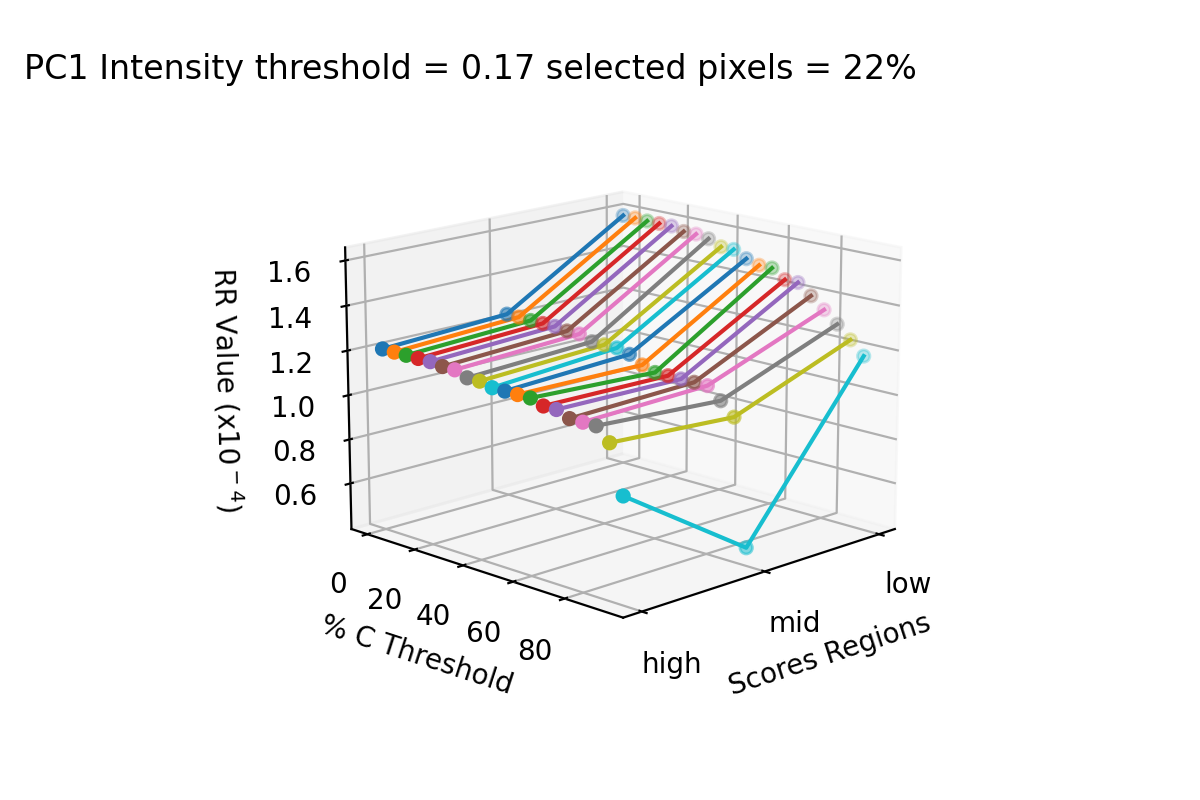 PC1 Intensity threshold = 0.17 selected pixels = 22%
RR Value (x10⁻⁴)
1.6
1.4
1.2
1.0
0.8
0.6
0
20
40
60
80
% C Threshold
high
mid
low
Scores Regions